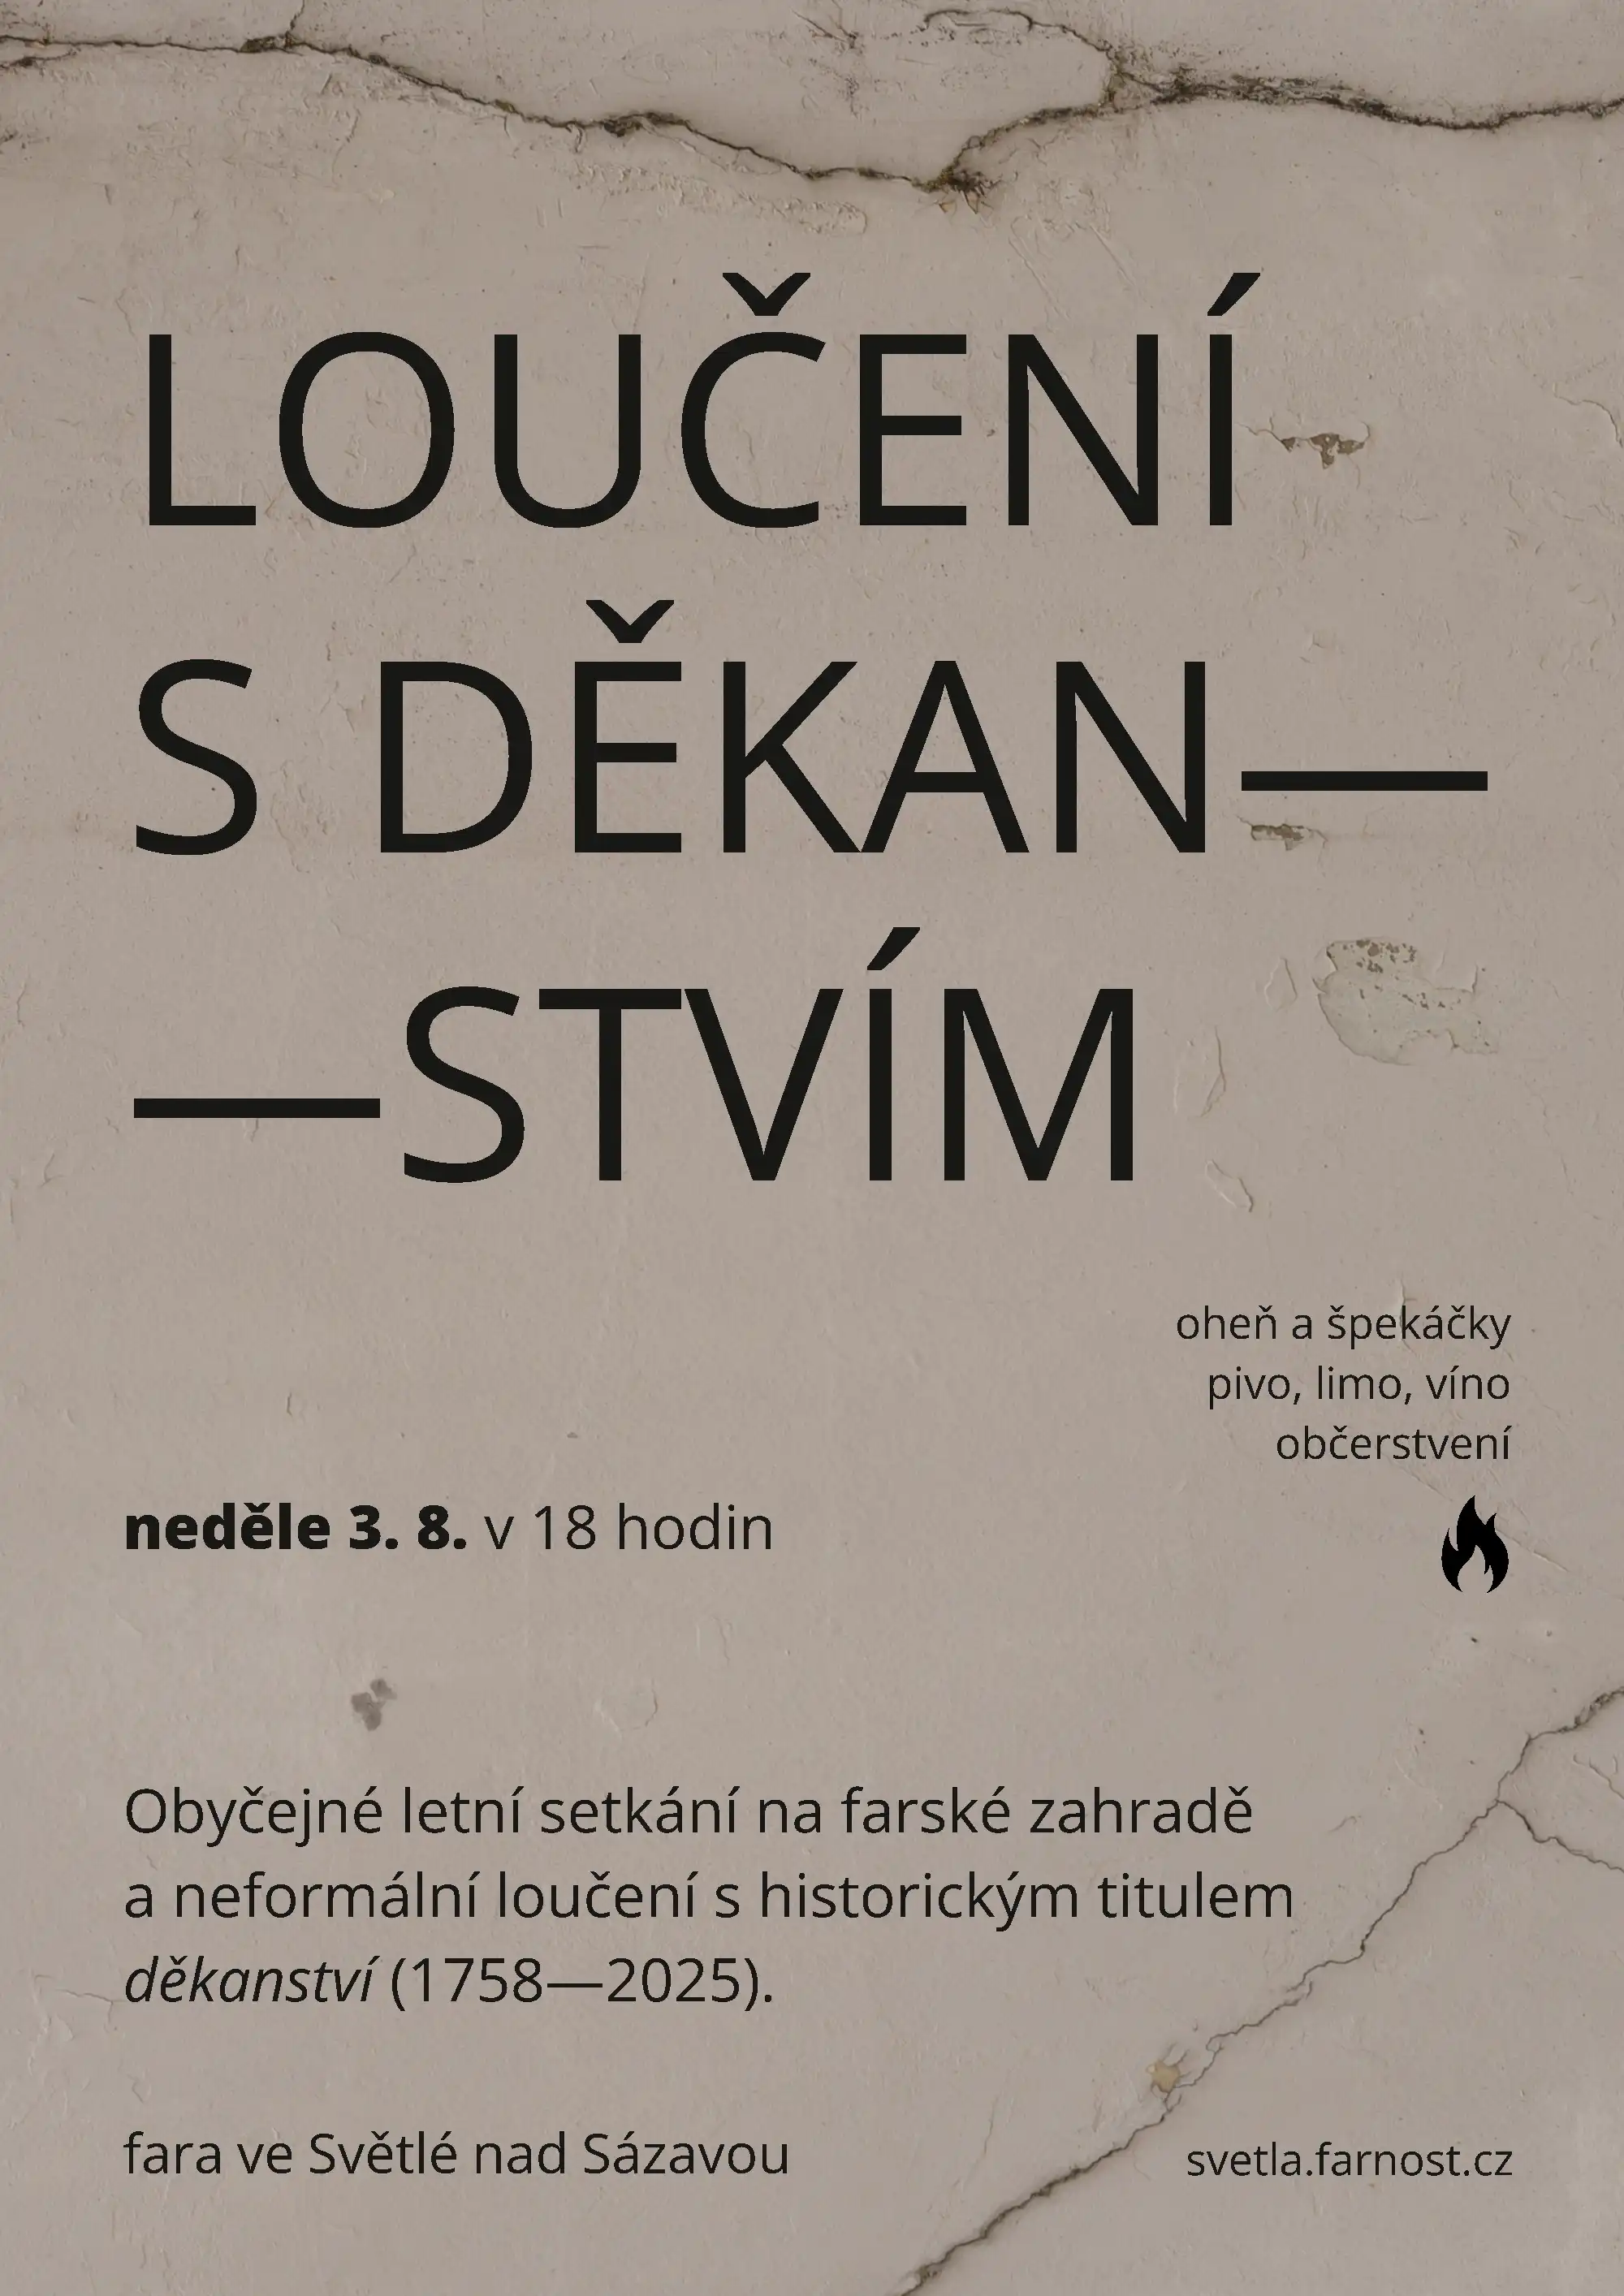 LOUČENÍ
S DĚKAN—
—STVÍM
oheň a špekáčky
pivo, limo, víno
občerstvení
neděle 3. 8. v 18 hodin
Obyčejné letní setkání na farské zahradě
a neformální loučení s historickým titulem
děkanství (1758—2025).
fara ve Světlé nad Sázavou
svetla.farnost.cz